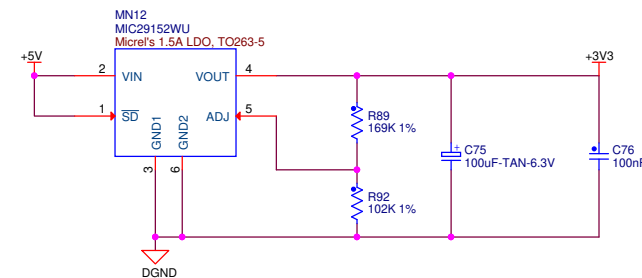 MN12
MIC29152WU
Micrel's 1.5A LDO, TO263-5
+5V
+3V3
2
VIN
VOUT
4
1
SD
ADJ
5
GND1
GND2
3
6
R89
169K 1%
C75
100uF-TAN-6.3V
+
C76
100nF
R92
102K 1%
DGND